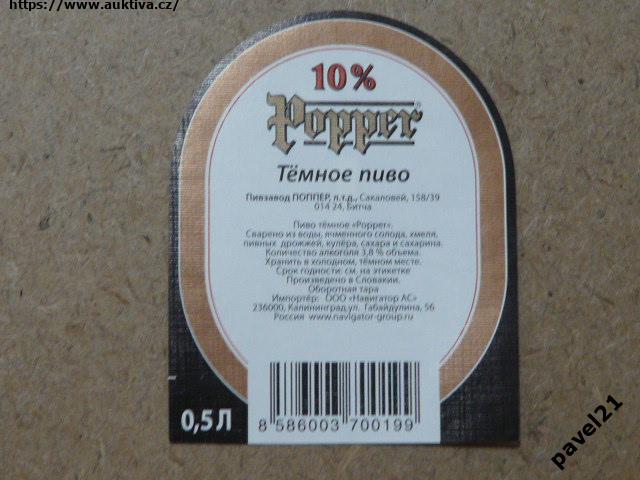 https://www.auktiva.cz/
10%
Popper
Тёмное пиво
Пивзавод ПОППЕР, л.т.д., Сакаловей, 158/39
014 24, Битча
Пиво тёмное «Popper».
Сварено из воды, ячменного солода, хмеля,
пивных дрожжей, кулёра, сахара и сахарина.
Количество алкоголя 3,8 % объема.
Хранить в холодном, тёмном месте.
Срок годности: см. на этикетке
Произведено в Словакии.
Оборотная тара
Импортёр: ООО «Навигатор АС»
236000, Калининград,ул. Габайдулина, 56
Россия www.navigator-group.ru
0,5 Л
8 586003 700199
pavel21